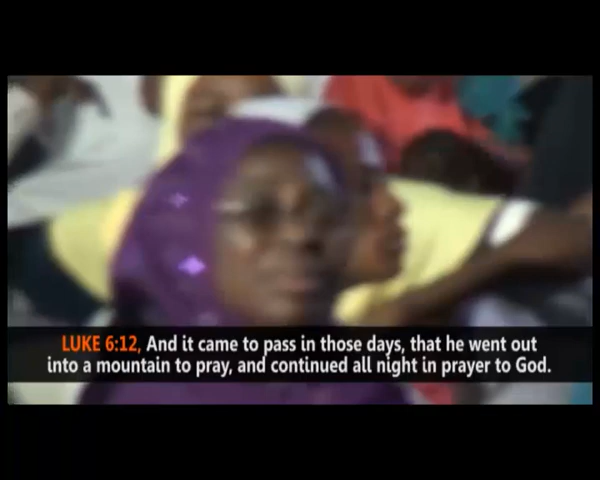 LUKE 6:12, And it came to pass in those days, that he went out
into a mountain to pray, and continued all night in prayer to God.